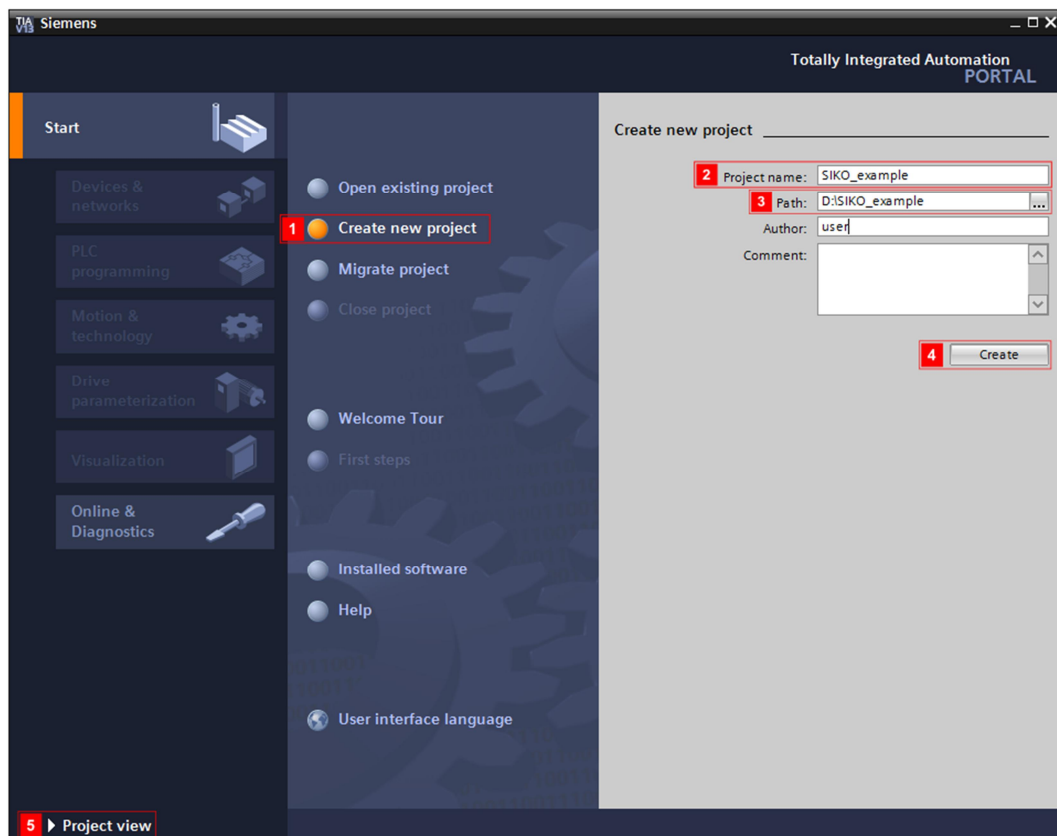 TIA
V13 Siemens
Totally Integrated Automation
PORTAL
Start
Devices &
networks
PLC
programming
Motion &
technology
Drive
parameterization
Visualization
Online &
Diagnostics
Open existing project
1 Create new project
Migrate project
Close project
Welcome Tour
First steps
Installed software
Help
User interface language
Create new project
2 Project name: SIKO_example
3 Path: D:\SIKO_example ...
Author: user
Comment:
4 Create
5 Project view